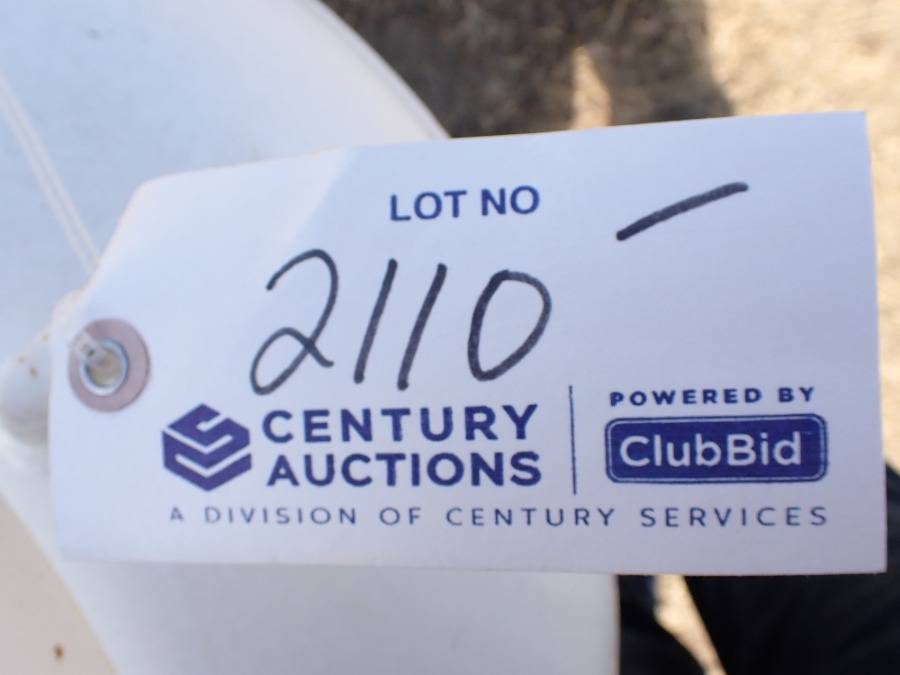 LOT NO —
2110
CENTURY
AUCTIONS
POWERED BY
ClubBid
A DIVISION OF CENTURY SERVICES